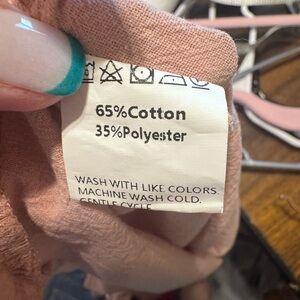 65%Cotton
35%Polyester
WASH WITH LIKE COLORS.
MACHINE WASH COLD.
GENTLE CYCLE